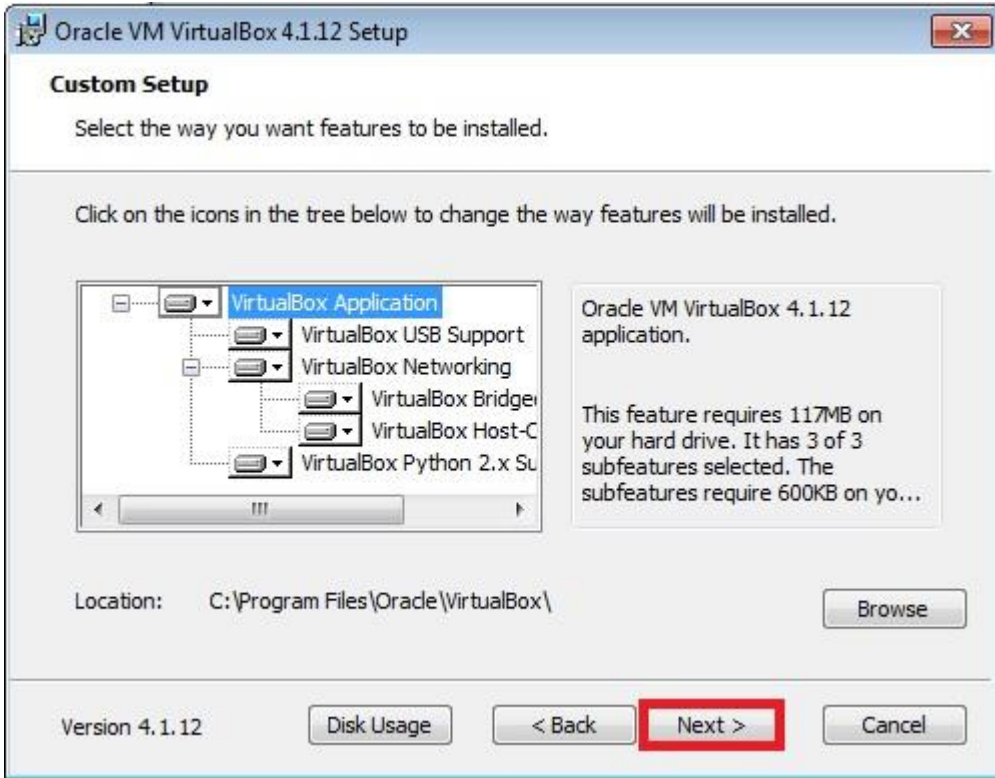 Oracle VM VirtualBox 4.1.12 Setup
Custom Setup
Select the way you want features to be installed.
Click on the icons in the tree below to change the way features will be installed.
VirtualBox Application
VirtualBox USB Support
VirtualBox Networking
VirtualBox Bridge
VirtualBox Host-C
VirtualBox Python 2.x Su
Oracle VM VirtualBox 4.1.12
application.
This feature requires 117MB on
your hard drive. It has 3 of 3
subfeatures selected. The
subfeatures require 600KB on yo...
Location: C:\Program Files\Oracle\VirtualBox\
Browse
Version 4.1.12
Disk Usage
< Back
Next >
Cancel